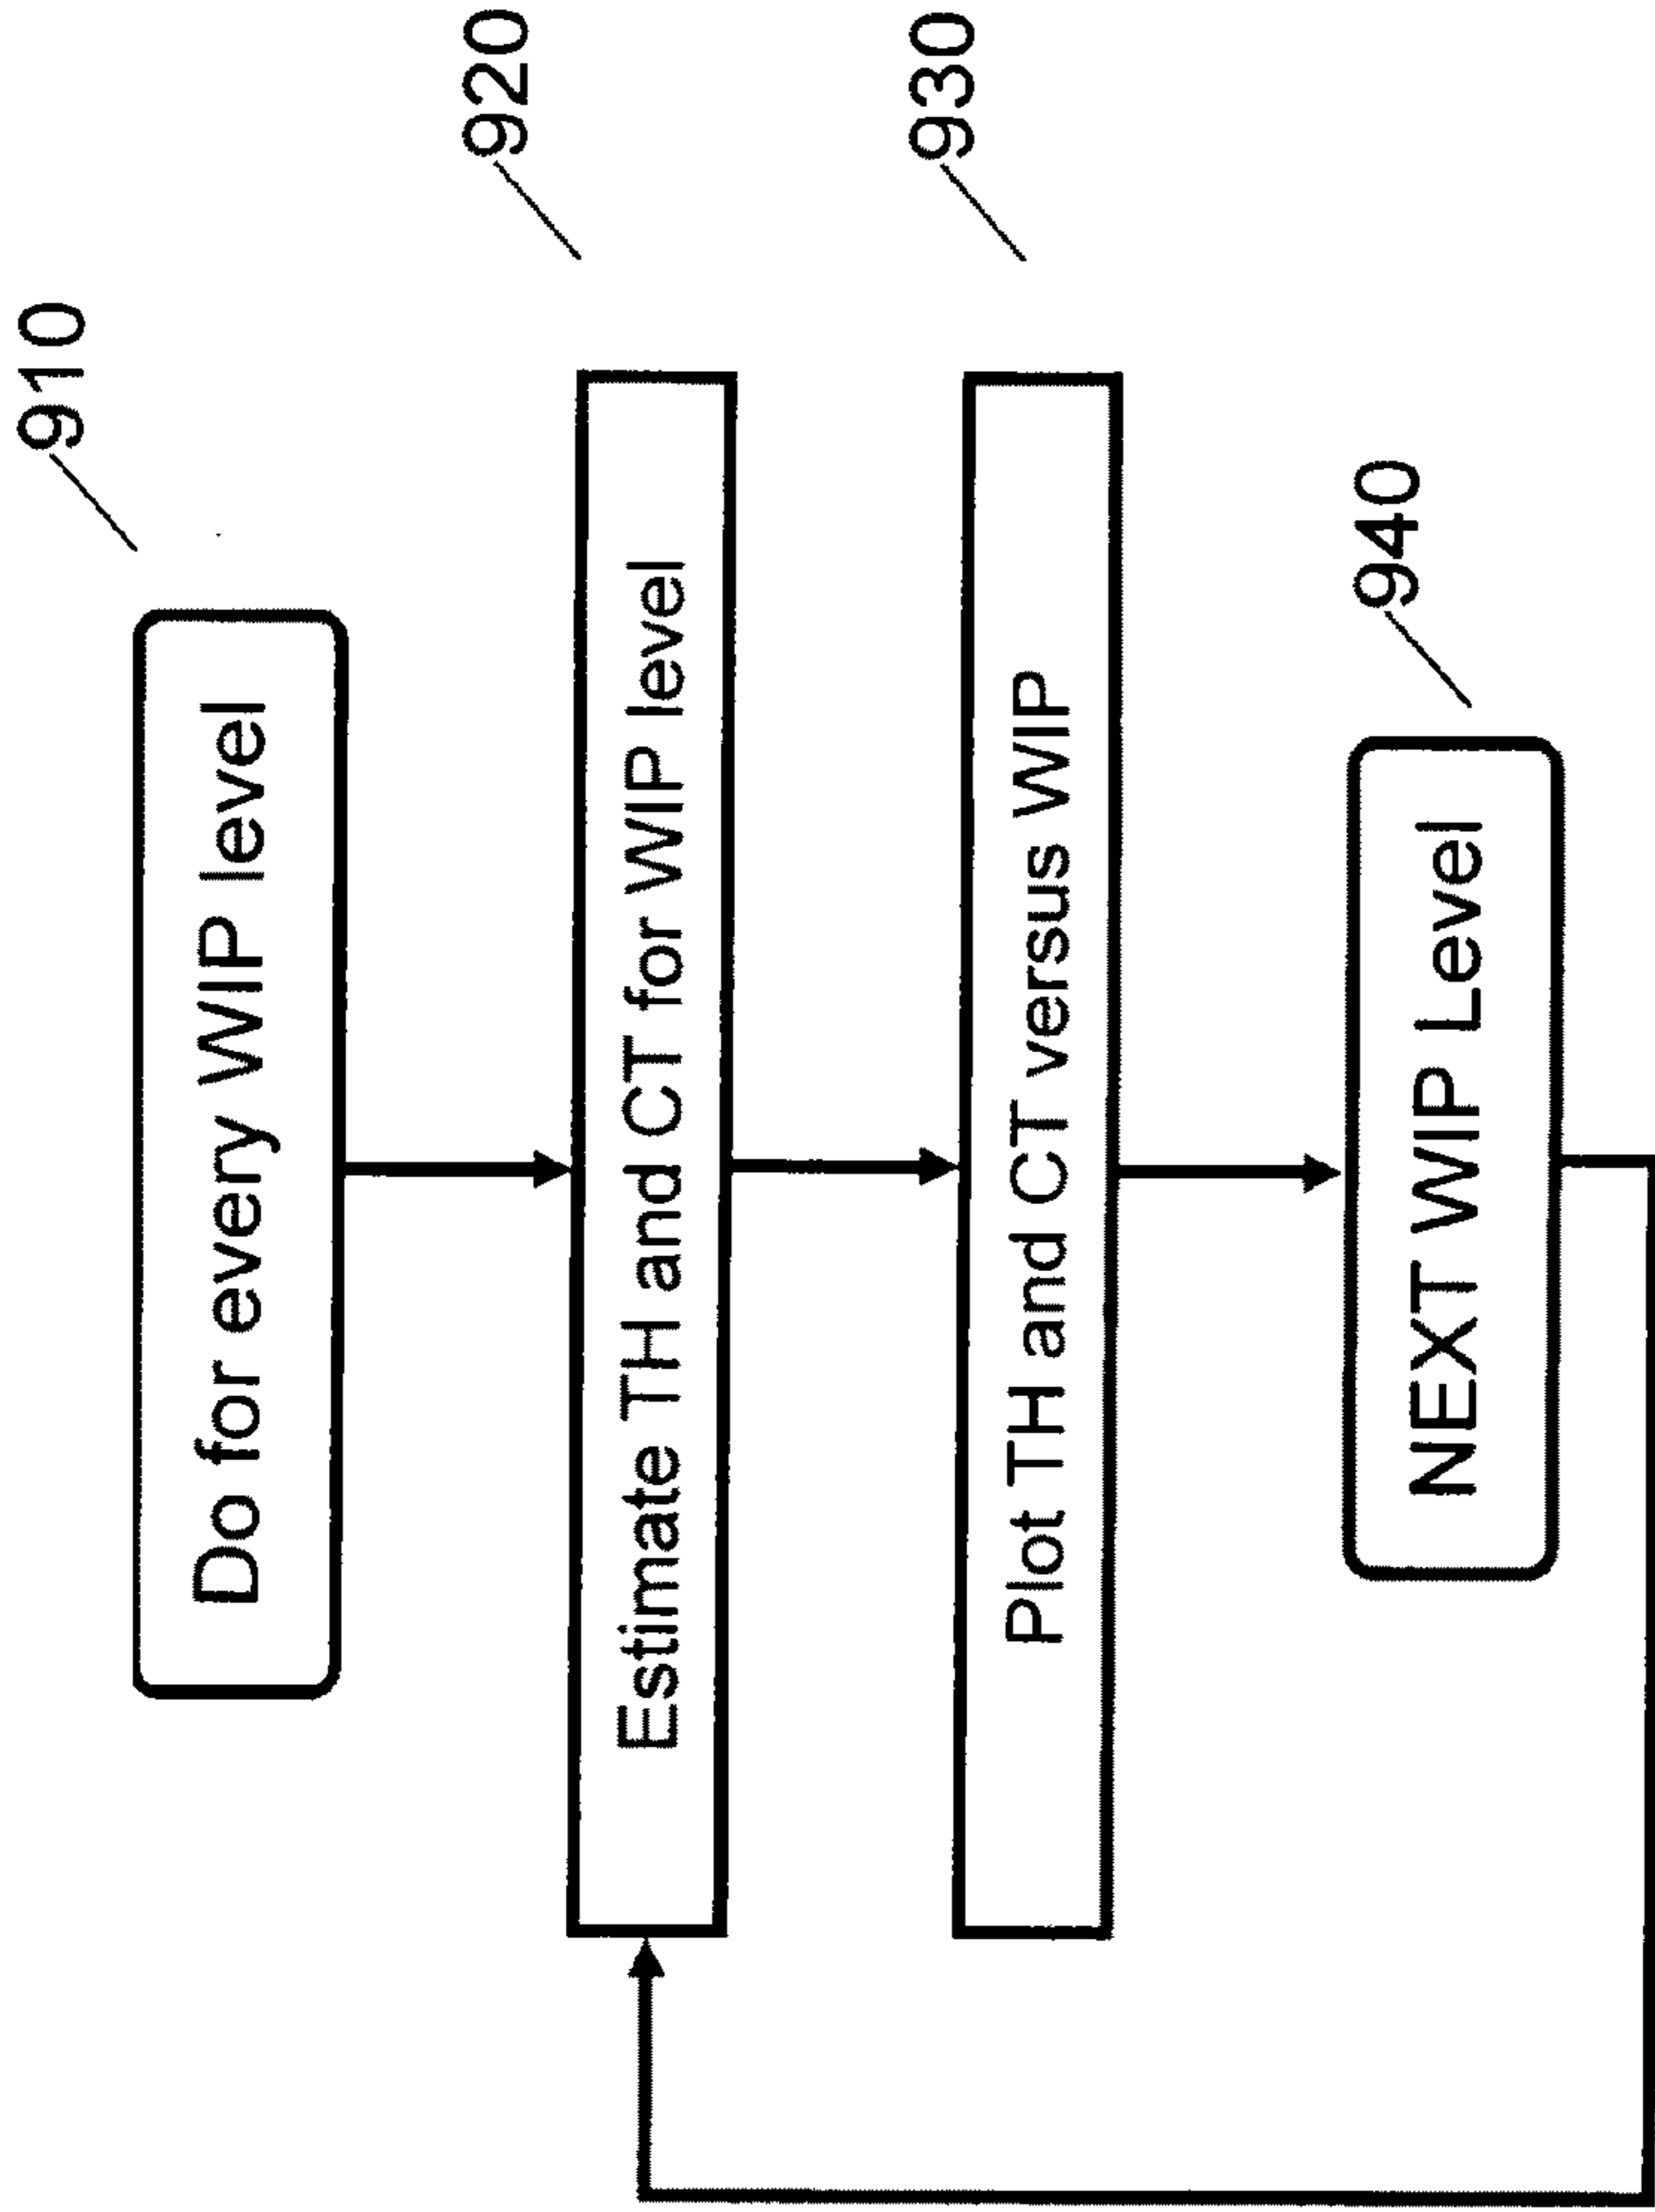 910
Do for every WIP level
920
Estimate TH and CT for WIP level
930
Plot TH and CT versus WIP
940
NEXT WIP Level